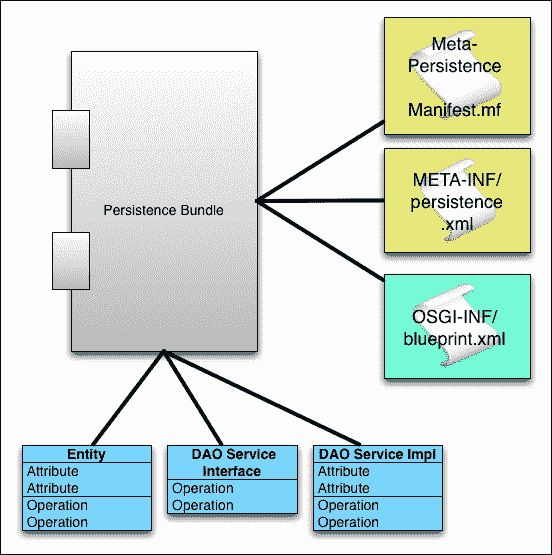 Meta-
Persistence
Manifest.mf
META-INF/
persistence
.xml
OSGI-INF/
blueprint.xml
Persistence Bundle
Entity
Attribute
Attribute
Operation
Operation
DAO Service
Interface
Operation
Operation
DAO Service Impl
Attribute
Attribute
Operation
Operation